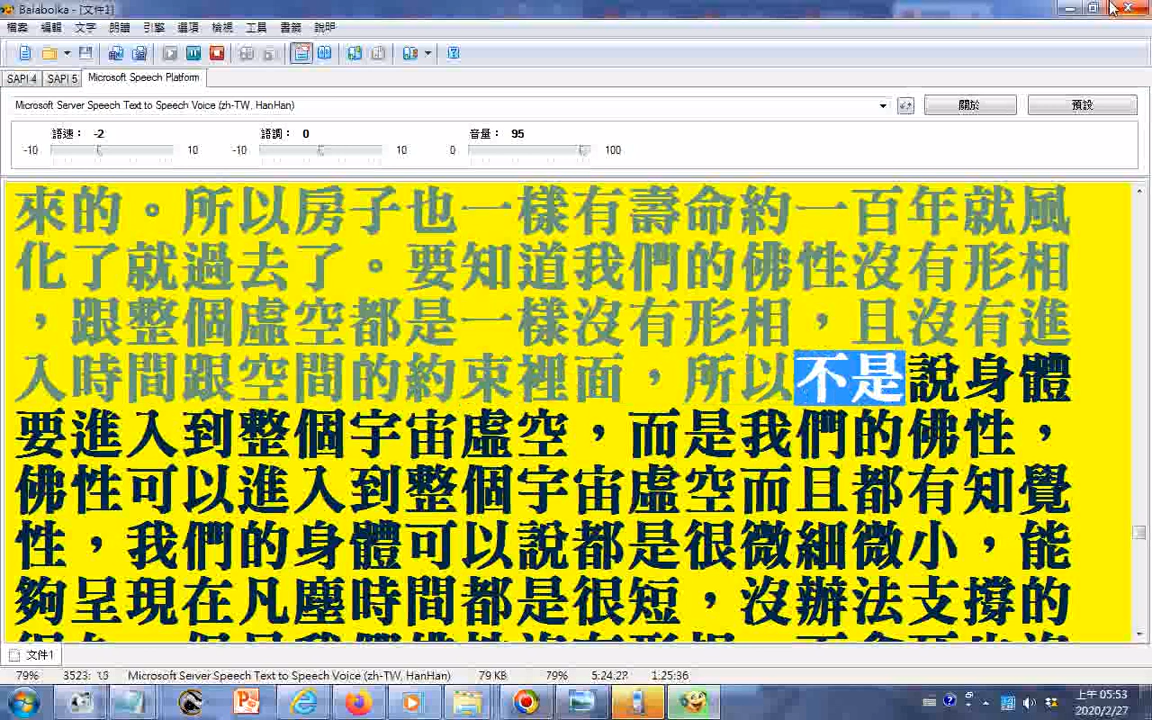 Balabolka - [文件1]
檔案 編輯 文字 朗讀 引擎 選項 檢視 工具 書籤 說明
SAPI 4 SAPI 5 Microsoft Speech Platform
Microsoft Server Speech Text to Speech Voice (zh-TW, HanHan) 關於 預設
語速： -2 語調： 0 音量： 95
-10 10 -10 10 0 100
來的。所以房子也一樣有壽命約一百年就風
化了就過去了。要知道我們的佛性沒有形相
，跟整個虛空都是一樣沒有形相，且沒有進
入時間跟空間的約束裡面，所以不是說身體
要進入到整個宇宙虛空，而是我們的佛性，
佛性可以進入到整個宇宙虛空而且都有知覺
性，我們的身體可以說都是很微細微小，能
夠呈現在凡塵時間都是很短，沒辦法支撐的
文件1
79% Microsoft Server Speech Text to Speech Voice (zh-TW, HanHan) 79 KB 79% 1:25:36
上午 05:53
2020/2/27